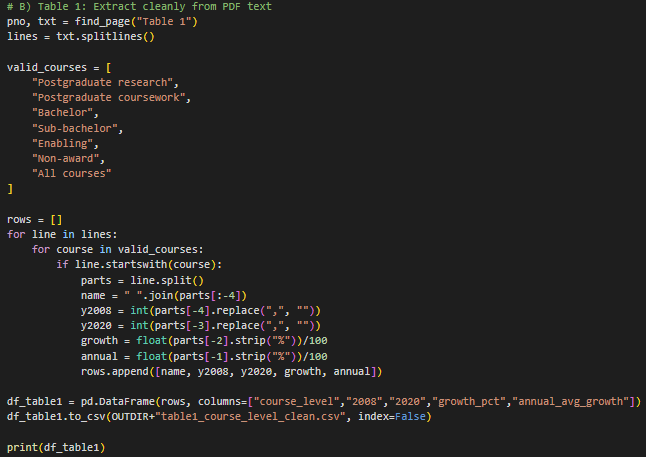 # B) Table 1: Extract cleanly from PDF text
pno, txt = find_page("Table 1")
lines = txt.splitlines()

valid_courses = [
    "Postgraduate research",
    "Postgraduate coursework",
    "Bachelor",
    "Sub-bachelor",
    "Enabling",
    "Non-award",
    "All courses"
]

rows = []
for line in lines:
    for course in valid_courses:
        if line.startswith(course):
            parts = line.split()
            name = " ".join(parts[:-4])
            y2008 = int(parts[-4].replace(",", ""))
            y2020 = int(parts[-3].replace(",", ""))
            growth = float(parts[-2].strip("%"))/100
            annual = float(parts[-1].strip("%"))/100
            rows.append([name, y2008, y2020, growth, annual])

df_table1 = pd.DataFrame(rows, columns=["course_level","2008","2020","growth_pct","annual_avg_growth"])
df_table1.to_csv(OUTDIR+"table1_course_level_clean.csv", index=False)

print(df_table1)